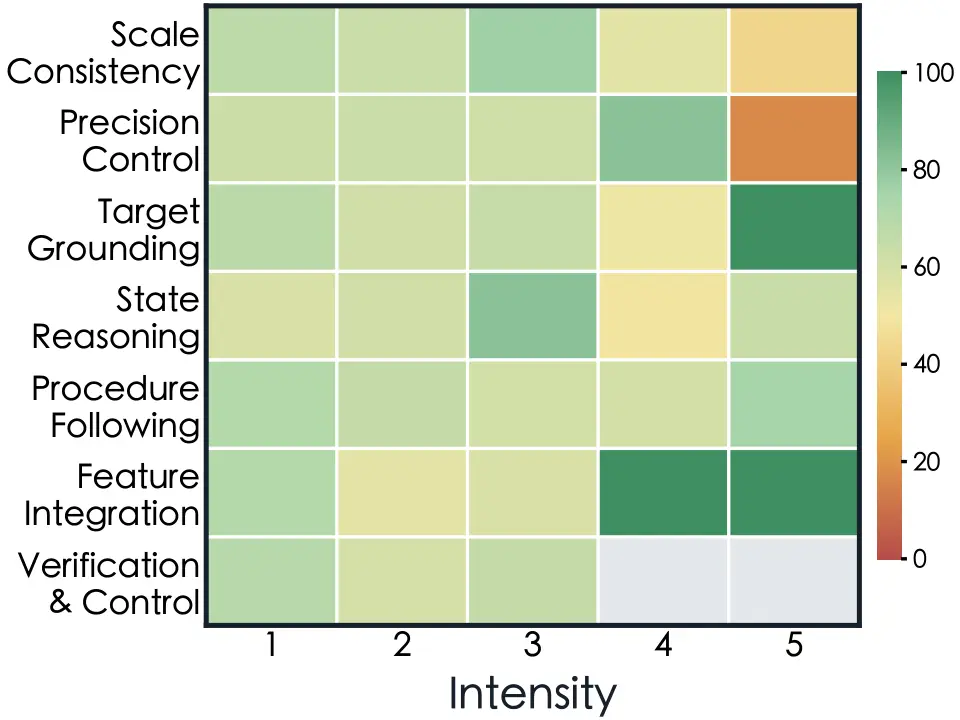 Scale
Consistency
Precision
Control
Target
Grounding
State
Reasoning
Procedure
Following
Feature
Integration
Verification
& Control
1 2 3 4 5
Intensity
100
80
60
40
20
0